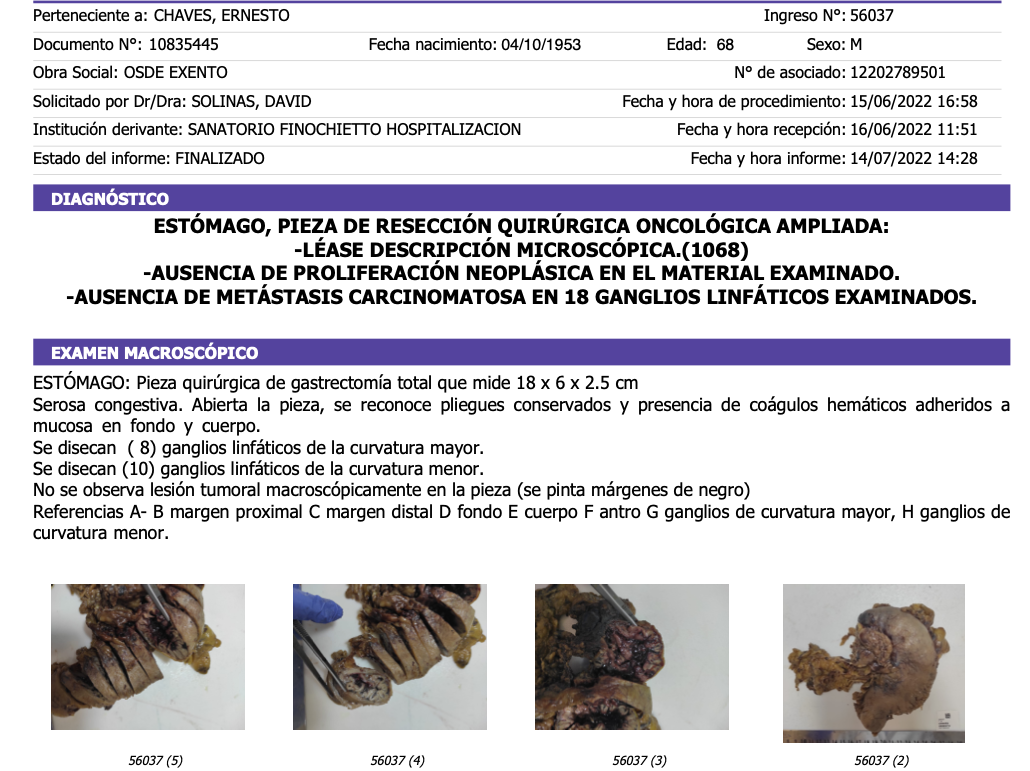 Perteneciente a: CHAVES, ERNESTO Ingreso N°: 56037
Documento N°: 10835445 Fecha nacimiento: 04/10/1953 Edad: 68 Sexo: M
Obra Social: OSDE EXENTO N° de asociado: 12202789501
Solicitado por Dr/Dra: SOLINAS, DAVID Fecha y hora de procedimiento: 15/06/2022 16:58
Institución derivante: SANATORIO FINOCHIETTO HOSPITALIZACION Fecha y hora recepción: 16/06/2022 11:51
Estado del informe: FINALIZADO Fecha y hora informe: 14/07/2022 14:28
DIAGNÓSTICO
ESTÓMAGO, PIEZA DE RESECCIÓN QUIRÚRGICA ONCOLÓGICA AMPLIADA:
-LÉASE DESCRIPCIÓN MICROSCÓPICA.(1068)
-AUSENCIA DE PROLIFERACIÓN NEOPLÁSICA EN EL MATERIAL EXAMINADO.
-AUSENCIA DE METÁSTASIS CARCINOMATOSA EN 18 GANGLIOS LINFÁTICOS EXAMINADOS.
EXAMEN MACROSCÓPICO
ESTÓMAGO: Pieza quirúrgica de gastrectomía total que mide 18 x 6 x 2.5 cm
Serosa congestiva. Abierta la pieza, se reconoce pliegues conservados y presencia de coágulos hemáticos adheridos a
mucosa en fondo y cuerpo.
Se disecan ( 8) ganglios linfáticos de la curvatura mayor.
Se disecan (10) ganglios linfáticos de la curvatura menor.
No se observa lesión tumoral macroscópicamente en la pieza (se pinta márgenes de negro)
Referencias A- B margen proximal C margen distal D fondo E cuerpo F antro G ganglios de curvatura mayor, H ganglios de
curvatura menor.
56037 (5) 56037 (4) 56037 (3) 56037 (2)